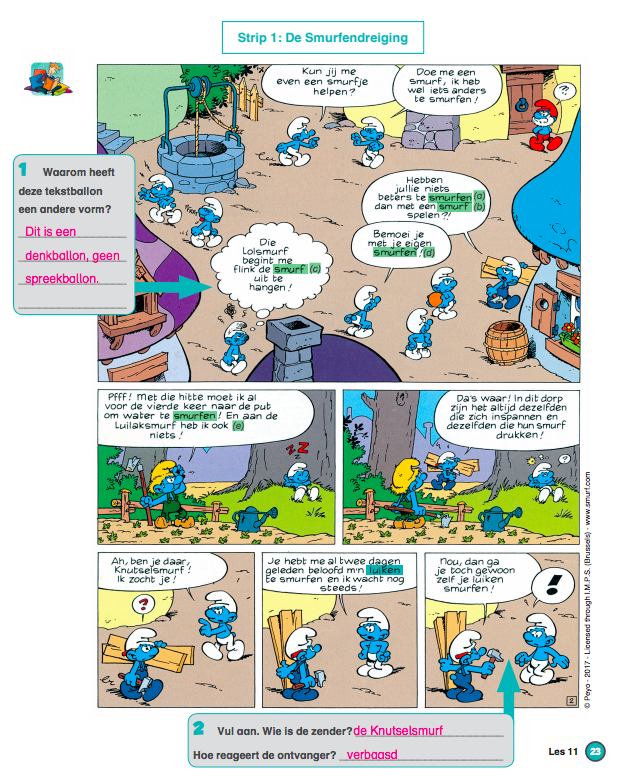 Strip 1: De Smurfendreiging
Kun jij me
even een smurfje
helpen?
Doe me een
smurf, ik heb
wel iets anders
te smurfen!
?
1 Waarom heeft
deze tekstballon
een andere vorm?
Dit is een
denkballon, geen
spreekballon.
Hebben
jullie niets
beters te smurfen (a)
dan met een smurf (b)
spelen?!
Bemoei je
met je eigen
smurfen! (d)
Die
Lolsmurf
begint me
flink de smurf (c)
uit te
hangen!
Pfff! Met die hitte moet ik al
voor de vierde keer naar de put
om water te smurfen! En aan de
Luilaksmurf heb ik ook (e)
niets!
ZZ
Da's waar! In dit dorp
zijn het altijd dezelfden
die zich inspannen en
dezelfden die hun smurf
drukken!
?
Ah, ben je daar,
Knutselsmurf!
Ik zocht je!
?
Je hebt me al twee dagen
geleden beloofd m'n luiken
te smurfen en ik wacht nog
steeds!
Nou, dan ga
je toch gewoon
zelf je luiken
smurfen!
!
2
© Peyo - 2017 - Licensed through I.M.P.S. (Brussels) - www.smurf.com
2 Vul aan. Wie is de zender? de Knutselsmurf
Hoe reageert de ontvanger? verbaasd
Les 11 23